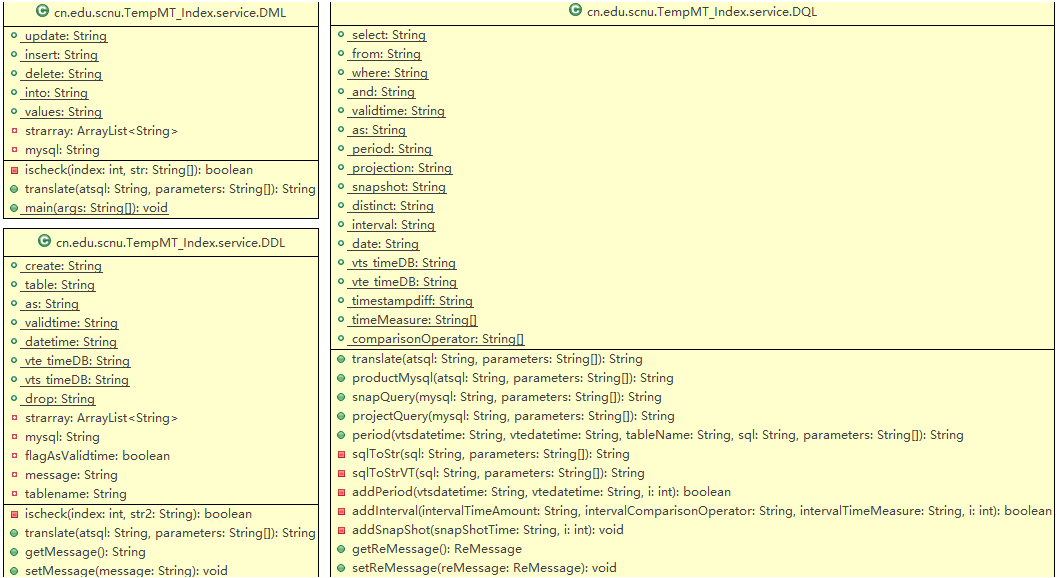 cn.edu.scnu.TempMT_Index.service.DML
update: String
insert: String
delete: String
into: String
values: String
strarray: ArrayList<String>
mysql: String
ischeck(index: int, str: String[]): boolean
translate(atsql: String, parameters: String[]): String
main(args: String[]): void
cn.edu.scnu.TempMT_Index.service.DDL
create: String
table: String
as: String
validtime: String
datetime: String
vte_timeDB: String
vts_timeDB: String
drop: String
strarray: ArrayList<String>
mysql: String
flagAsValidtime: boolean
message: String
tablename: String
ischeck(index: int, str2: String): boolean
translate(atsql: String, parameters: String[]): String
getMessage(): String
setMessage(message: String): void
cn.edu.scnu.TempMT_Index.service.DQL
select: String
from: String
where: String
and: String
validtime: String
as: String
period: String
projection: String
snapshot: String
distinct: String
interval: String
date: String
vts_timeDB: String
vte_timeDB: String
timestampdiff: String
timeMeasure: String[]
comparisonOperator: String[]
translate(atsql: String, parameters: String[]): String
productMysql(atsql: String, parameters: String[]): String
snapQuery(mysql: String, parameters: String[]): String
projectQuery(mysql: String, parameters: String[]): String
period(vtsdatetime: String, vtedatetime: String, tableName: String, sql: String, parameters: String[]): String
sqlToStr(sql: String, parameters: String[]): String
sqlToStrVT(sql: String, parameters: String[]): String
addPeriod(vtsdatetime: String, vtedatetime: String, i: int): boolean
addInterval(intervalTimeAmount: String, intervalComparisonOperator: String, intervalTimeMeasure: String, i: int): boolean
addSnapShot(snapShotTime: String, i: int): void
getReMessage(): ReMessage
setReMessage(reMessage: ReMessage): void